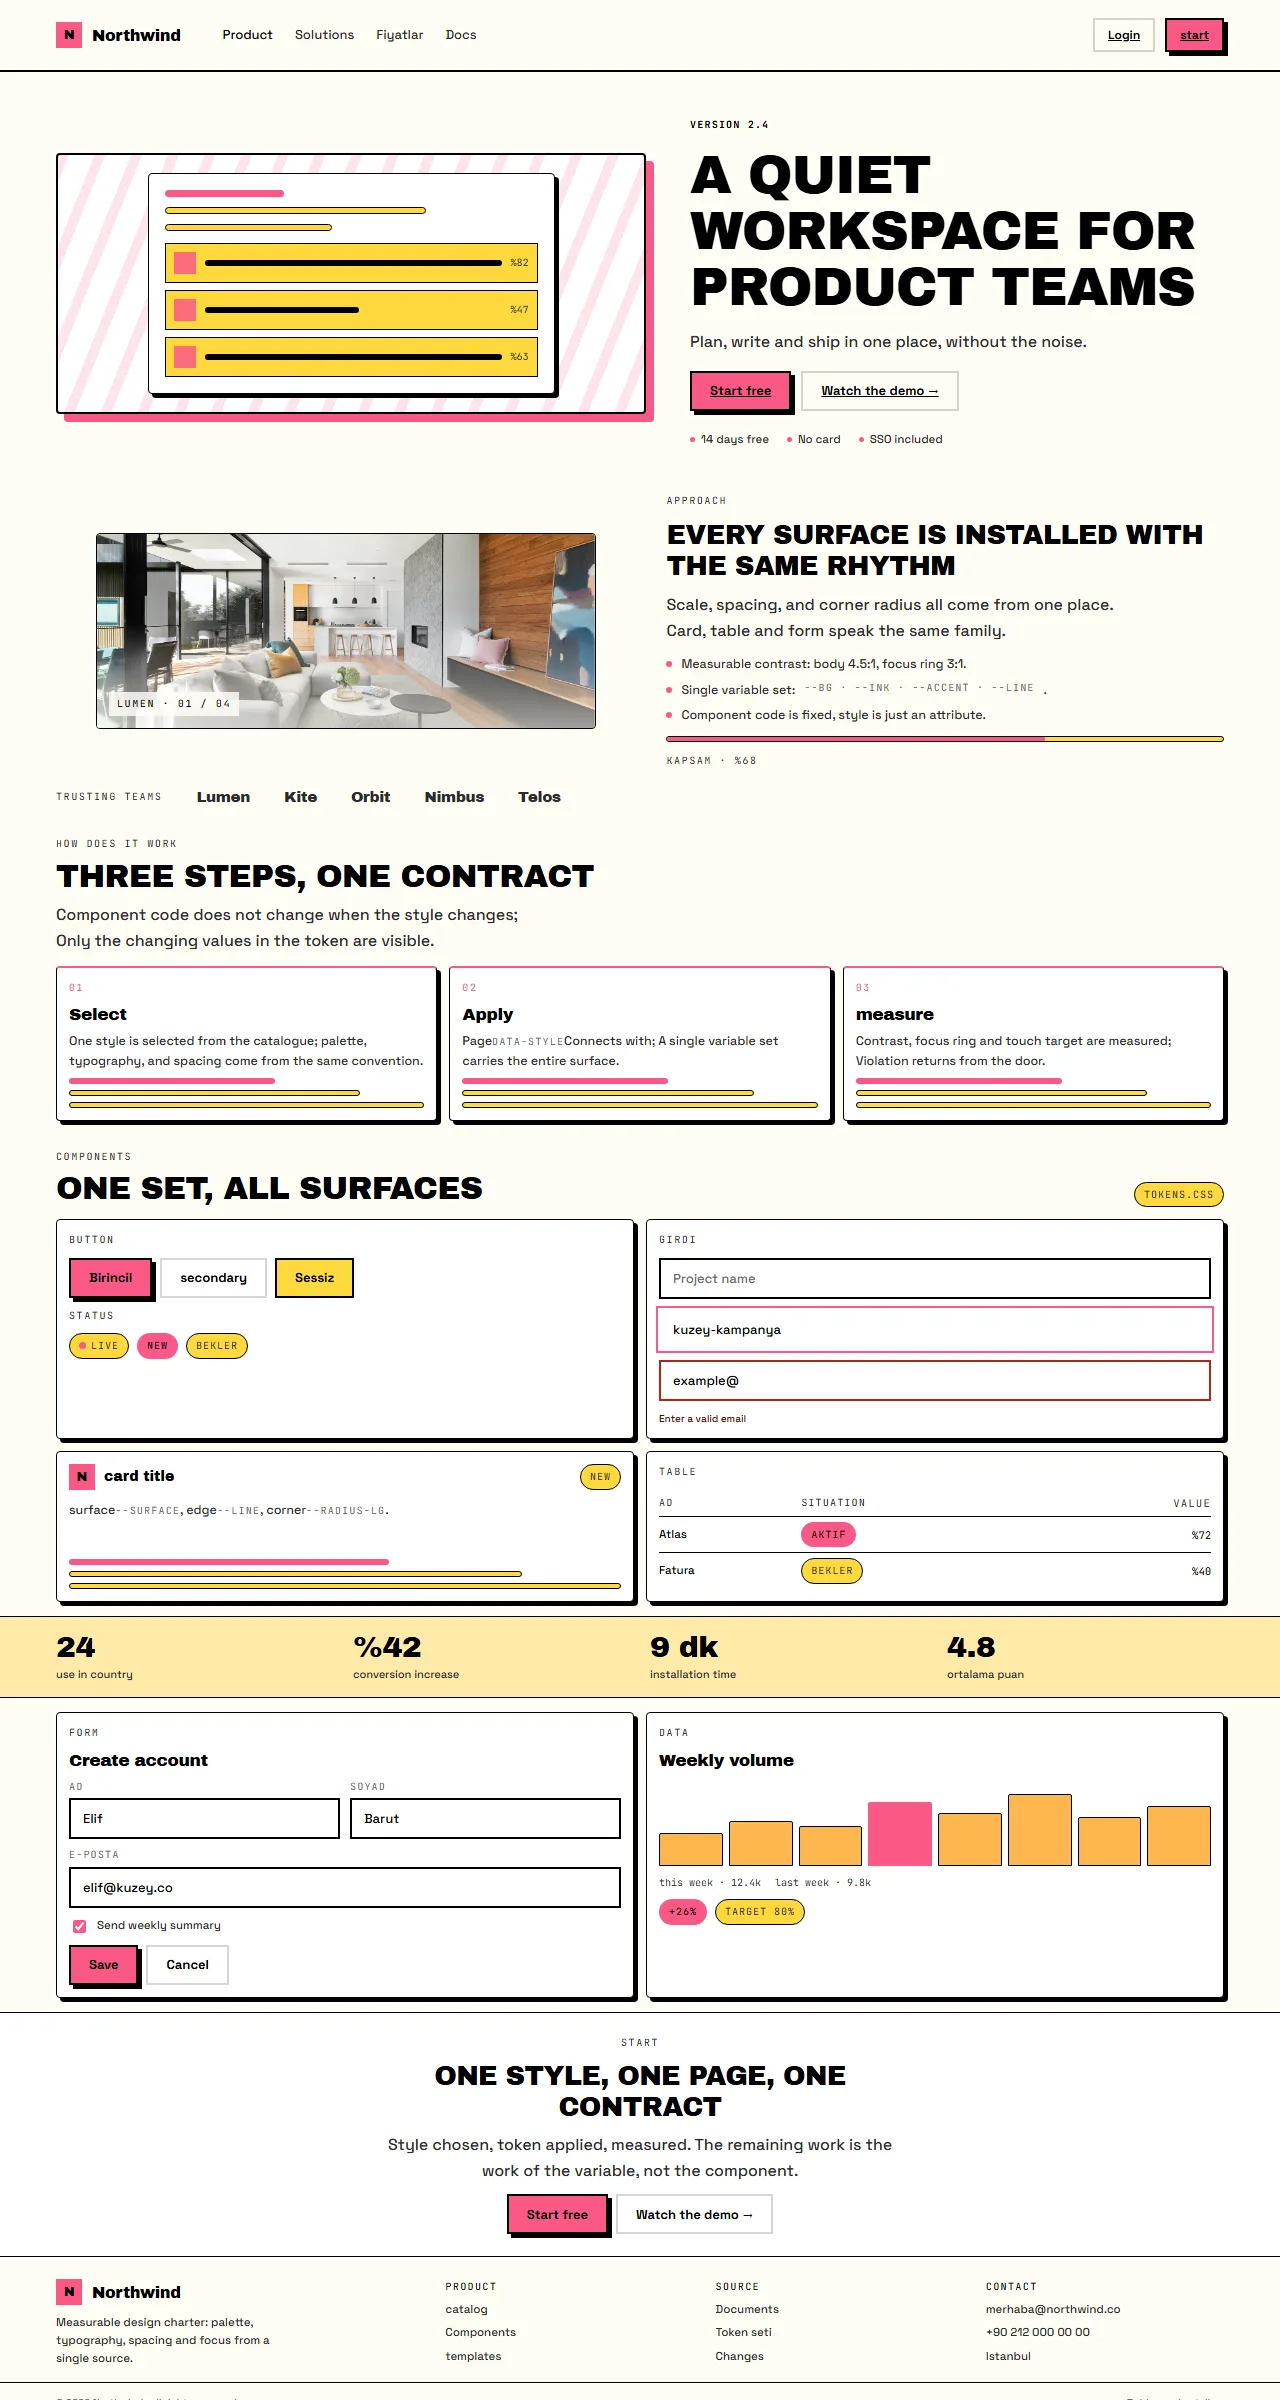 N Northwind Product Solutions Fiyatlar Docs Login start
VERSION 2.4
A QUIET
WORKSPACE FOR
PRODUCT TEAMS
%82
%47
%63
Plan, write and ship in one place, without the noise.
Start free Watch the demo →
14 days free No card SSO included
APPROACH
EVERY SURFACE IS INSTALLED WITH
THE SAME RHYTHM
Scale, spacing, and corner radius all come from one place.
Card, table and form speak the same family.
Measurable contrast: body 4.5:1, focus ring 3:1.
Single variable set: --BG · --INK · --ACCENT · --LINE .
Component code is fixed, style is just an attribute.
KAPSAM · %68
LUMEN · 01 / 04
TRUSTING TEAMS Lumen Kite Orbit Nimbus Telos
HOW DOES IT WORK
THREE STEPS, ONE CONTRACT
Component code does not change when the style changes;
Only the changing values in the token are visible.
01
Select
One style is selected from the catalogue; palette,
typography, and spacing come from the same convention.
02
Apply
PageDATA-STYLEConnects with; A single variable set
carries the entire surface.
03
measure
Contrast, focus ring and touch target are measured;
Violation returns from the door.
COMPONENTS
ONE SET, ALL SURFACES
TOKENS.CSS
BUTTON
Birincil secondary Sessiz
STATUS
LIVE NEW BEKLER
GIRDI
Project name
kuzey-kampanya
example@
Enter a valid email
N card title NEW
surface--SURFACE, edge--LINE, corner--RADIUS-LG.
TABLE
AD SITUATION VALUE
Atlas AKTIF %72
Fatura BEKLER %40
24 %42 9 dk 4.8
use in country conversion increase installation time ortalama puan
FORM
Create account
AD SOYAD
Elif Barut
E-POSTA
elif@kuzey.co
Send weekly summary
Save Cancel
DATA
Weekly volume
this week · 12.4k last week · 9.8k
+26% TARGET 80%
START
ONE STYLE, ONE PAGE, ONE
CONTRACT
Style chosen, token applied, measured. The remaining work is the
work of the variable, not the component.
Start free Watch the demo →
N Northwind
Measurable design charter: palette,
typography, spacing and focus from a
single source.
PRODUCT
catalog
Components
templates
SOURCE
Documents
Token seti
Changes
CONTACT
merhaba@northwind.co
+90 212 000 00 00
Istanbul